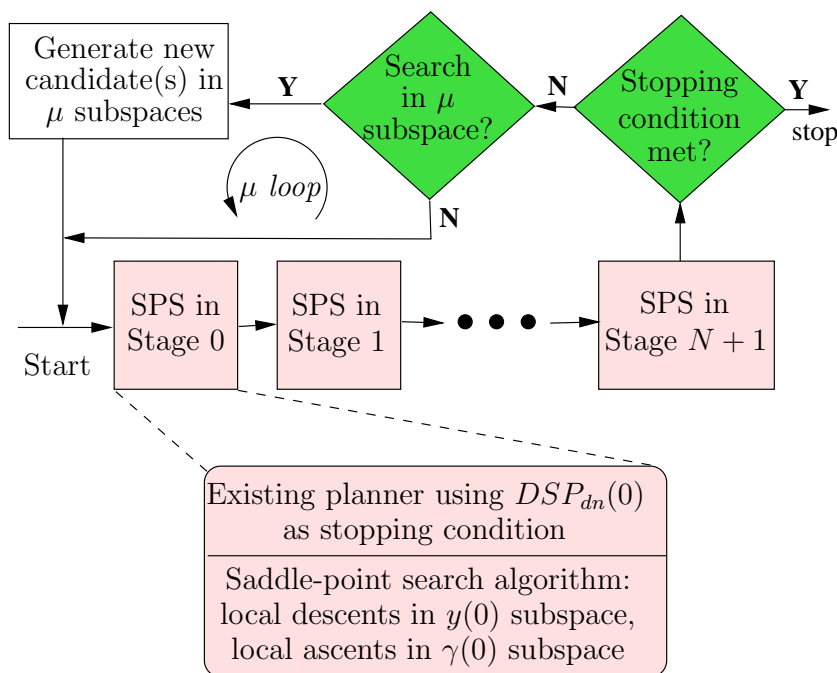 Generate new
candidate(s) in
μ subspaces
Y
Search
in μ
subspace?
N
Stopping
condition
met?
Y
stop
μ loop
N
Start
SPS in
Stage 0
SPS in
Stage 1
• • •
SPS in
Stage N + 1
Existing planner using DSP_{dn}(0)
as stopping condition
Saddle-point search algorithm:
local descents in y(0) subspace,
local ascents in γ(0) subspace